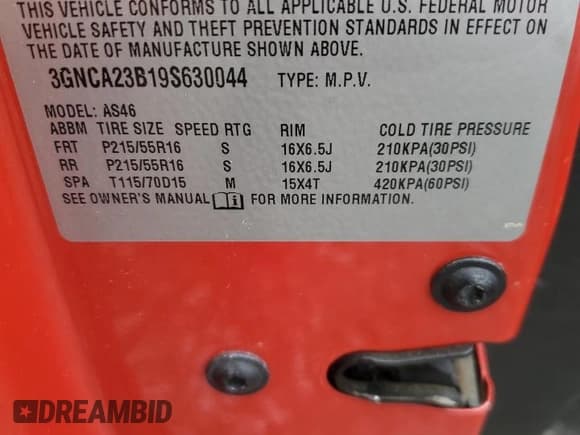 THIS VEHICLE CONFORMS TO ALL APPLICABLE U.S. FEDERAL MOTOR
VEHICLE SAFETY AND THEFT PREVENTION STANDARDS IN EFFECT ON
THE DATE OF MANUFACTURE SHOWN ABOVE.
3GNCA23B19S630044 TYPE: M.P.V.
MODEL: AS46
ABBM TIRE SIZE SPEED RTG RIM COLD TIRE PRESSURE
FRT P215/55R16 S 16X6.5J 210KPA(30PSI)
RR P215/55R16 S 16X6.5J 210KPA(30PSI)
SPA T115/70D15 M 15X4T 420KPA(60PSI)
SEE OWNER'S MANUAL FOR MORE INFORMATION.
DREAMBID